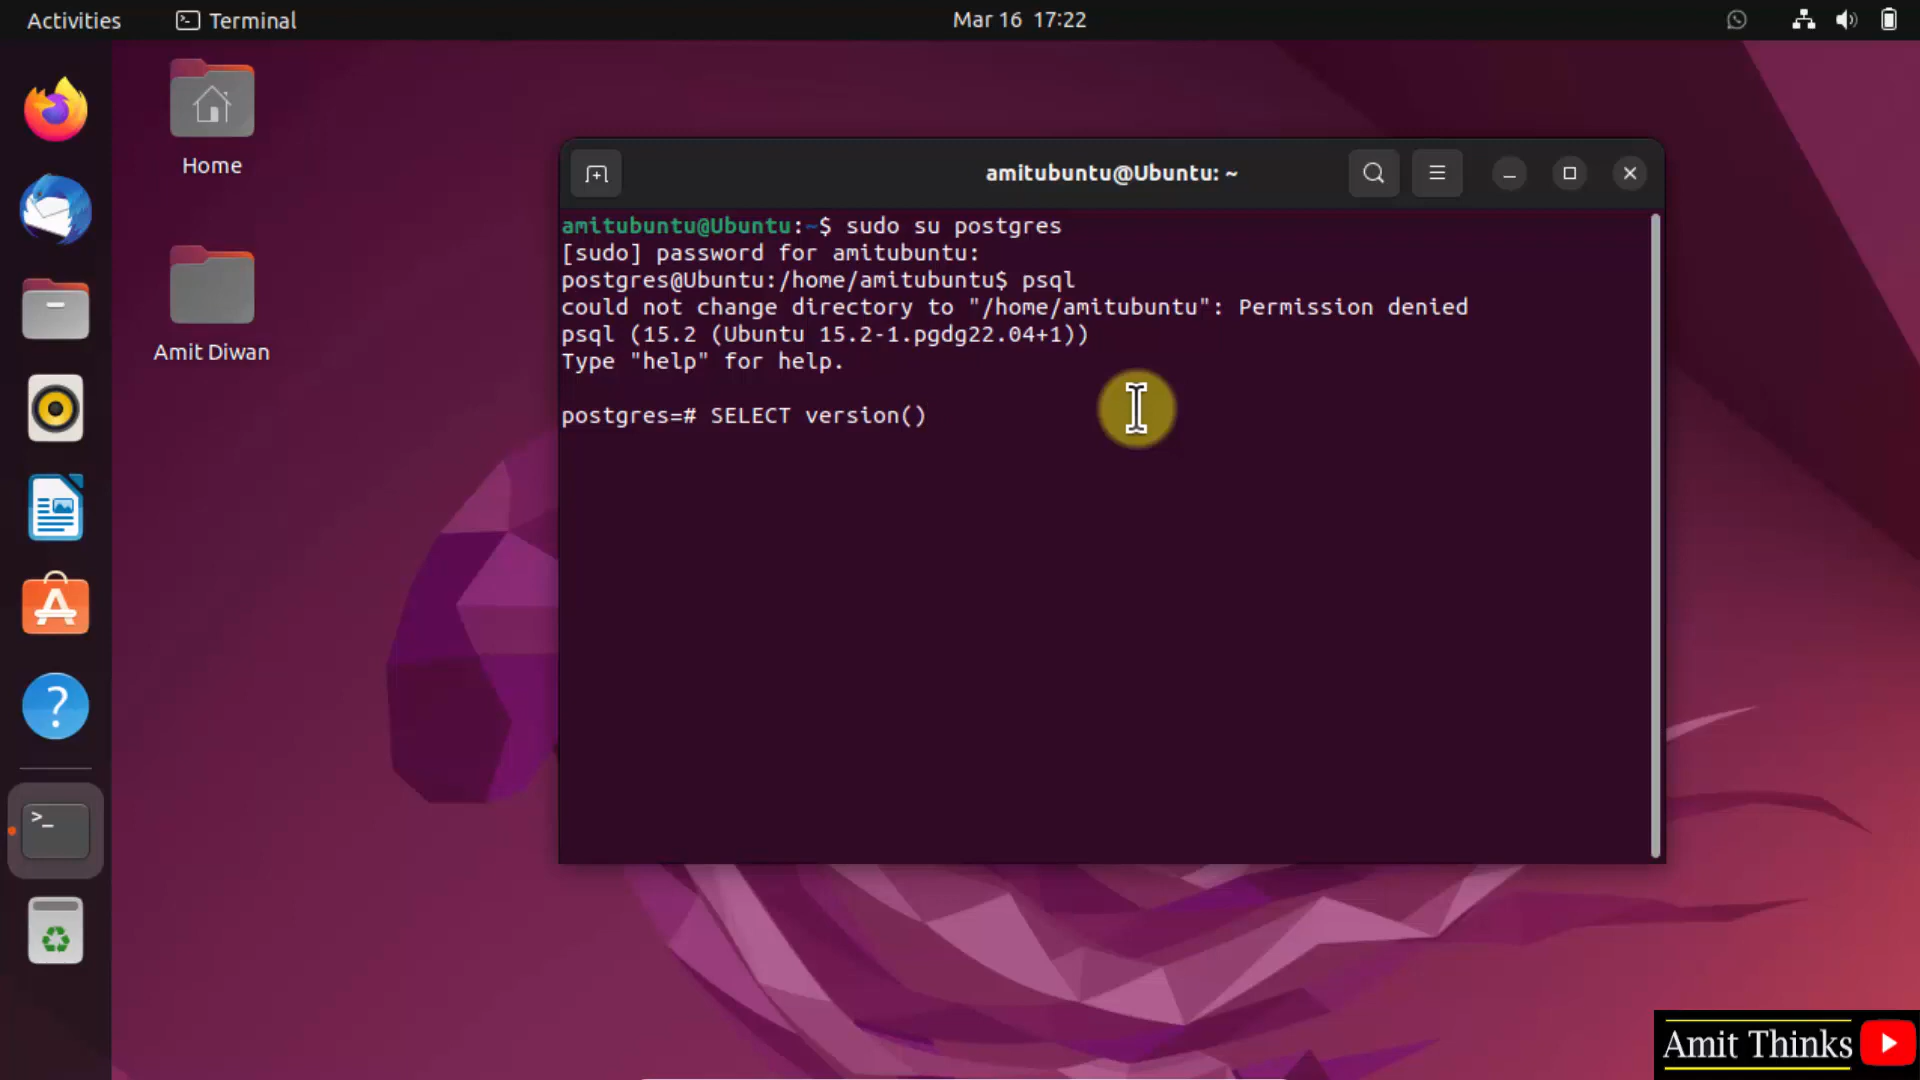 Activities
Terminal
Mar 16 17:22
Home
Amit Diwan
amitubuntu@Ubuntu: ~
amitubuntu@Ubuntu:~$ sudo su postgres
[sudo] password for amitubuntu:
postgres@Ubuntu:/home/amitubuntu$ psql
could not change directory to "/home/amitubuntu": Permission denied
psql (15.2 (Ubuntu 15.2-1.pgdg22.04+1))
Type "help" for help.
postgres=# SELECT version()
Amit Thinks